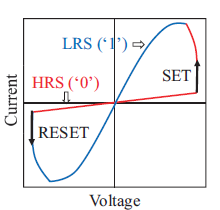 LRS (‘1’)
HRS (‘0’)
SET
RESET
Current
Voltage